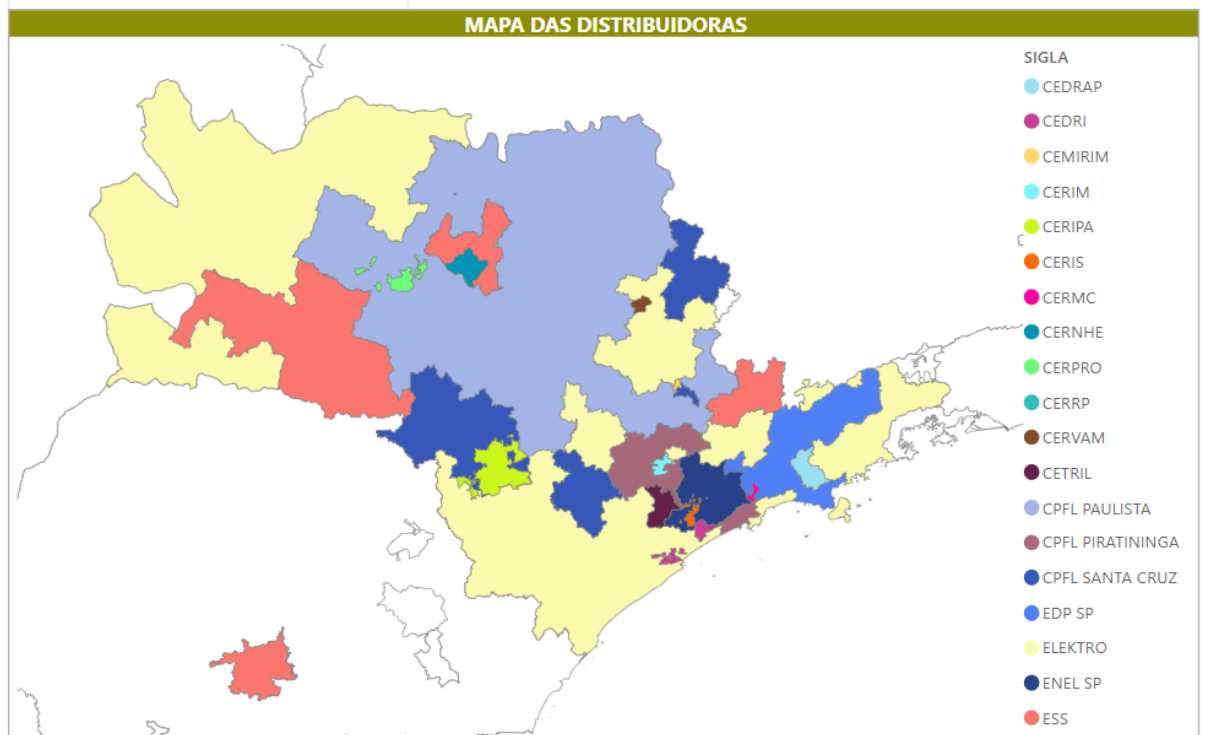 MAPA DAS DISTRIBUIDORAS
SIGLA
CEDRAP
CEDRI
CEMIRIM
CERIM
CERIPA
CERIS
CERMC
CERNHE
CERPRO
CERRP
CERVAM
CETRIL
CPFL PAULISTA
CPFL PIRATININGA
CPFL SANTA CRUZ
EDP SP
ELEKTRO
ENEL SP
ESS